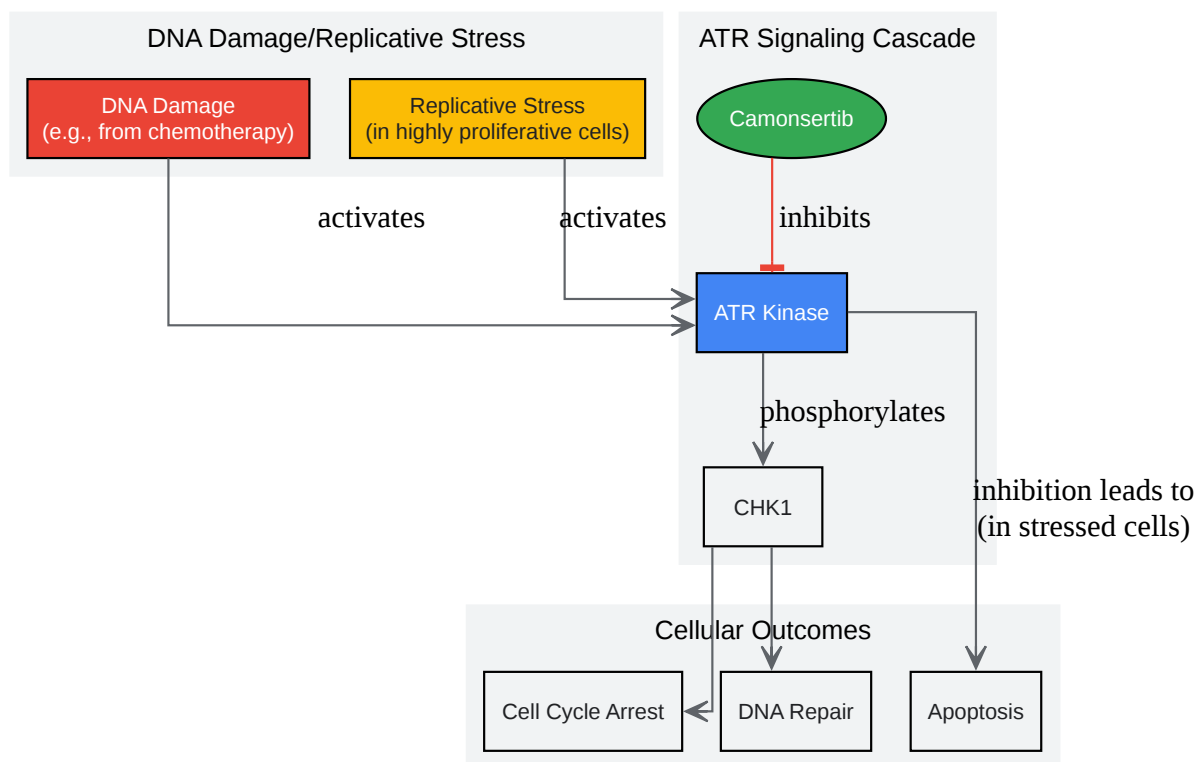 DNA Damage/Replicative Stress
ATR Signaling Cascade
DNA Damage
(e.g., from chemotherapy)
Replicative Stress
(in highly proliferative cells)
Camonsertib
activates
activates
inhibits
ATR Kinase
phosphorylates
CHK1
inhibition leads to
(in stressed cells)
Cellular Outcomes
Cell Cycle Arrest
DNA Repair
Apoptosis